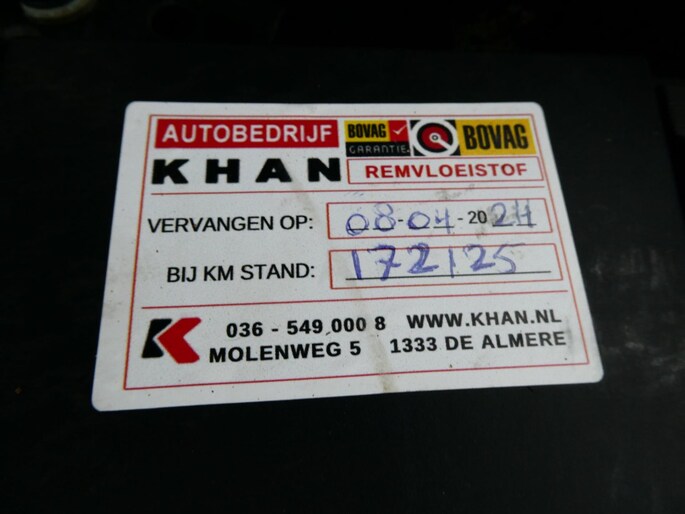 AUTOBEDRIJF BOVAG GARANTIE BOVAG
KHAN REMVLOEISTOF
VERVANGEN OP: 08-04-2024
BIJ KM STAND: 172125
036 - 549 000 8 WWW.KHAN.NL
MOLENWEG 5 1333 DE ALMERE